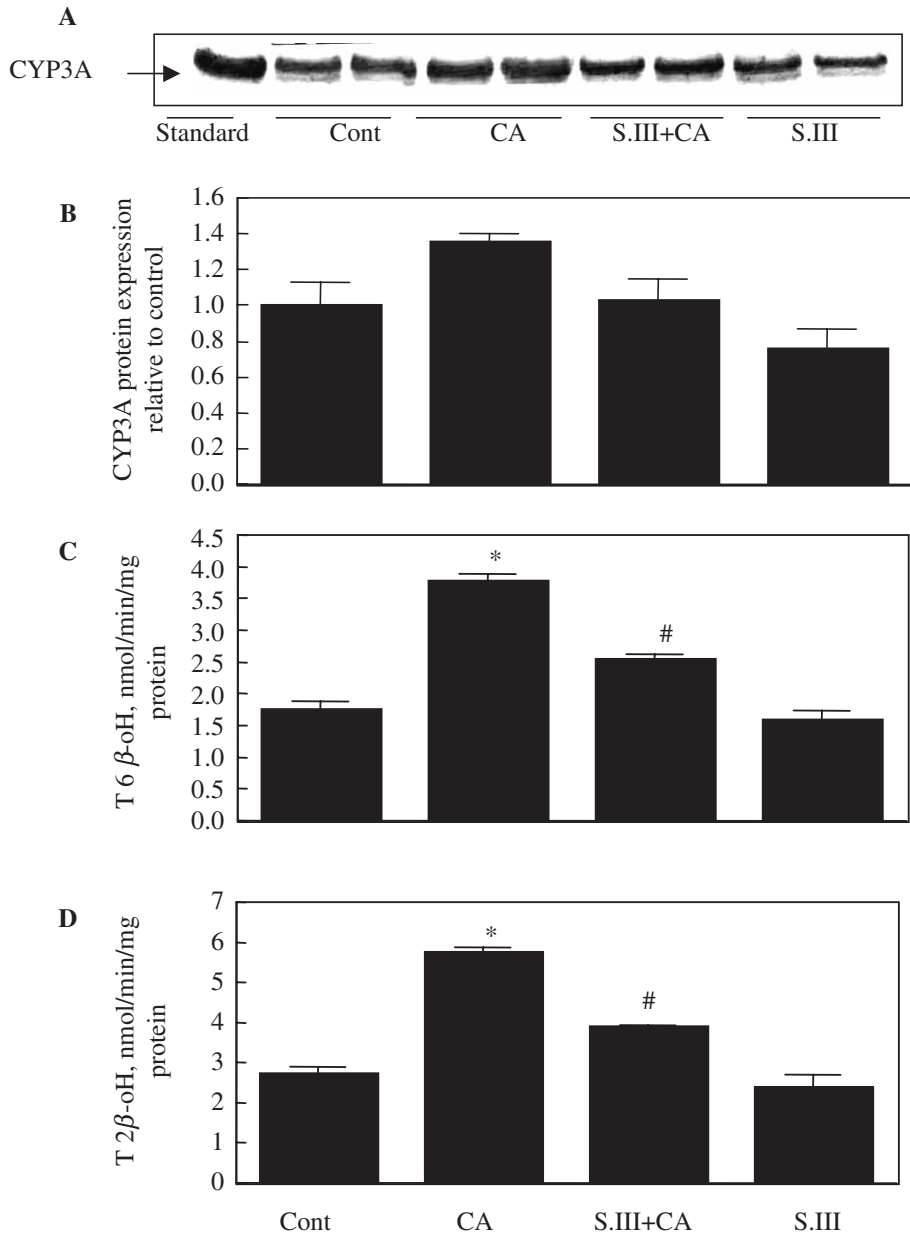 A
CYP3A
Standard Cont CA S.III+CA S.III
B
CYP3A protein expression
relative to control
1.6
1.4
1.2
1.0
0.8
0.6
0.4
0.2
0.0
C
T 6 β-oH, nmol/min/mg
protein
4.5
4.0
3.5
3.0
2.5
2.0
1.5
1.0
0.5
0.0
*
#
D
T 2β-oH, nmol/min/mg
protein
7
6
5
4
3
2
1
0
*
#
Cont CA S.III+CA S.III